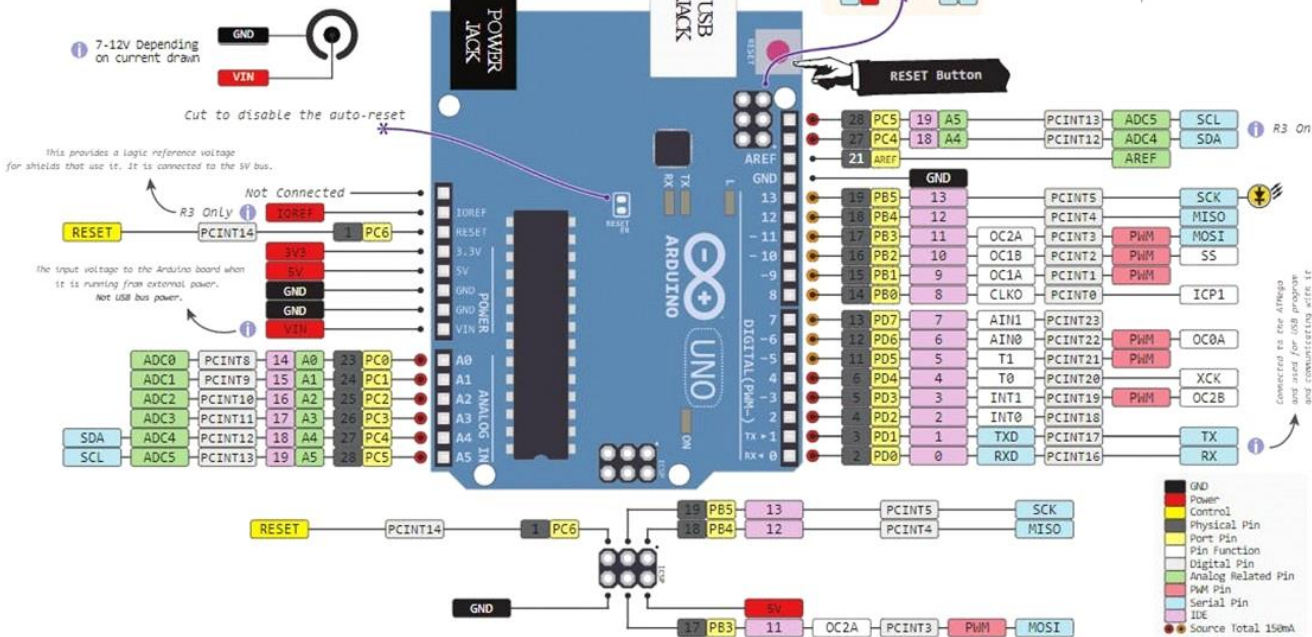 POWER JACK
USB JACK
RESET
GND
7-12V Depending
on current drawn
VIN
RESET Button
Cut to disable the auto-reset
This provides a logic reference voltage
for shields that use it. It is connected to the 5V bus.
Not Connected
R3 Only
IOREF
RESET PCINT14 1 PC6
3V3
The input voltage to the Arduino board when
it is running from external power.
Not USB bus power.
5V
GND
GND
VIN
ADC0 PCINT8 14 A0 23 PC0
ADC1 PCINT9 15 A1 24 PC1
ADC2 PCINT10 16 A2 25 PC2
ADC3 PCINT11 17 A3 26 PC3
SDA ADC4 PCINT12 18 A4 27 PC4
SCL ADC5 PCINT13 19 A5 28 PC5
IOREF
RESET
3.3V
5V
GND
GND
VIN
POWER
A0
A1
A2
A3
A4
A5
ANALOG IN
RESET EN
RX
TX
L
ARDUINO
UNO
ON
ICSP
AREF
GND
13
12
~11
~10
~9
8
7
~6
~5
4
~3
2
TX ► 1
RX ◄ 0
DIGITAL (PWM~)
28 PC5 19 A5 PCINT13 ADC5 SCL
R3 On
27 PC4 18 A4 PCINT12 ADC4 SDA
21 AREF AREF
GND
19 PB5 13 PCINT5 SCK
18 PB4 12 PCINT4 MISO
17 PB3 11 OC2A PCINT3 PWM MOSI
16 PB2 10 OC1B PCINT2 PWM SS
15 PB1 9 OC1A PCINT1 PWM
14 PB0 8 CLKO PCINT0 ICP1
13 PD7 7 AIN1 PCINT23
12 PD6 6 AIN0 PCINT22 PWM OC0A
11 PD5 5 T1 PCINT21 PWM
6 PD4 4 T0 PCINT20 XCK
5 PD3 3 INT1 PCINT19 PWM OC2B
4 PD2 2 INT0 PCINT18
3 PD1 1 TXD PCINT17 TX
2 PD0 0 RXD PCINT16 RX
Connected to the ATMega
and used for USB program
and communicating with it
RESET PCINT14 1 PC6
19 PB5 13 PCINT5 SCK
18 PB4 12 PCINT4 MISO
ICSP
GND
5V
17 PB3 11 OC2A PCINT3 PWM MOSI
GND
Power
Control
Physical Pin
Port Pin
Pin Function
Digital Pin
Analog Related Pin
PWM Pin
Serial Pin
IDE
Source Total 150mA